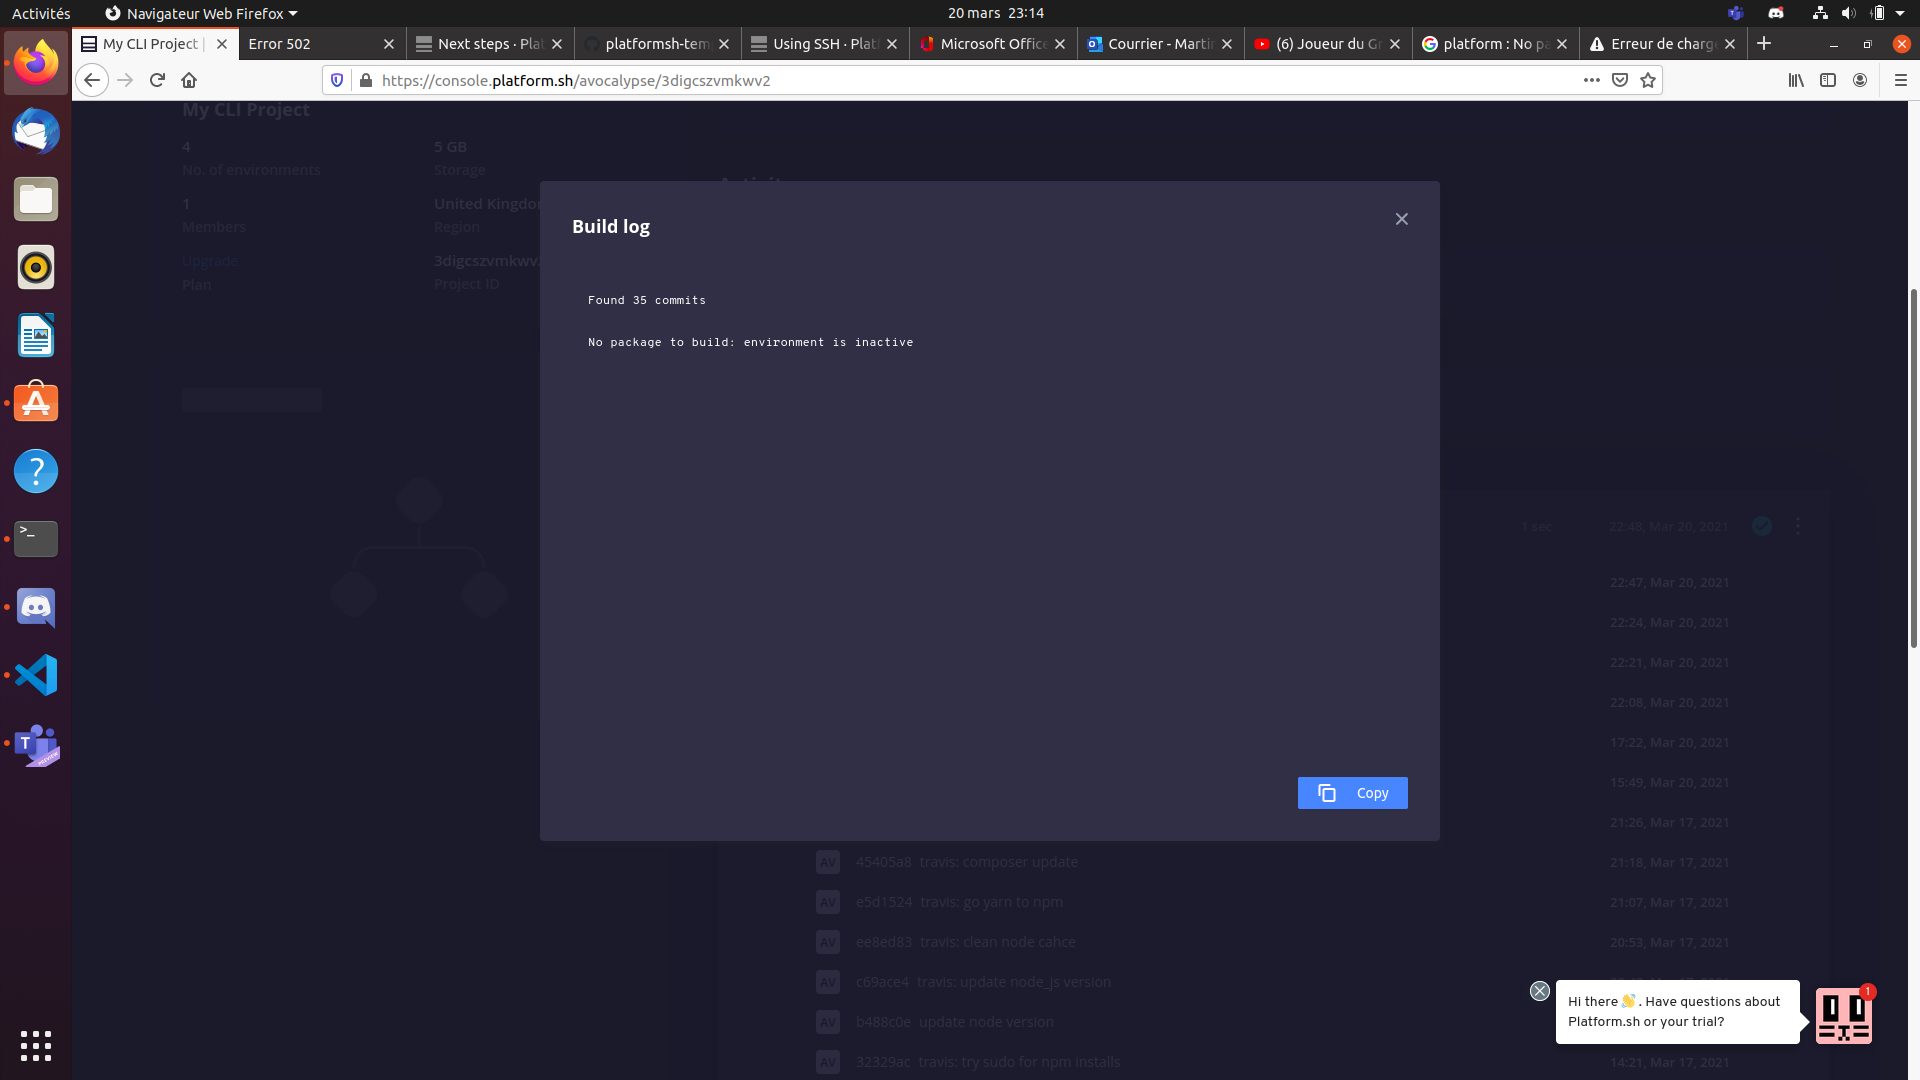 Activités
Navigateur Web Firefox
20 mars 23:14
My CLI Project |
Error 502
Next steps · Pla
platformsh-tem
Using SSH · Platf
Microsoft Office
Courrier - Marti
(6) Joueur du Gr
platform : No pa
Erreur de charge
https://console.platform.sh/avocalypse/3digcszvmkwv2
My CLI Project
4
5 GB
No. of environments
Storage
1
United Kingdo
Members
Region
Upgrade
3digcszvmkwv
Plan
Project ID
Build log
Found 35 commits
No package to build: environment is inactive
Copy
1 sec
22:48, Mar 20, 2021
22:47, Mar 20, 2021
22:24, Mar 20, 2021
22:21, Mar 20, 2021
22:08, Mar 20, 2021
17:22, Mar 20, 2021
15:49, Mar 20, 2021
21:26, Mar 17, 2021
AV 45405a8 travis: composer update 21:18, Mar 17, 2021
AV e5d1524 travis: go yarn to npm 21:07, Mar 17, 2021
AV ee8ed83 travis: clean node cahce 20:53, Mar 17, 2021
AV c69ace4 travis: update node_js version
AV b488c0e update node version
AV 32329ac travis: try sudo for npm installs 14:21, Mar 17, 2021
Hi there 👋 . Have questions about
Platform.sh or your trial?
1